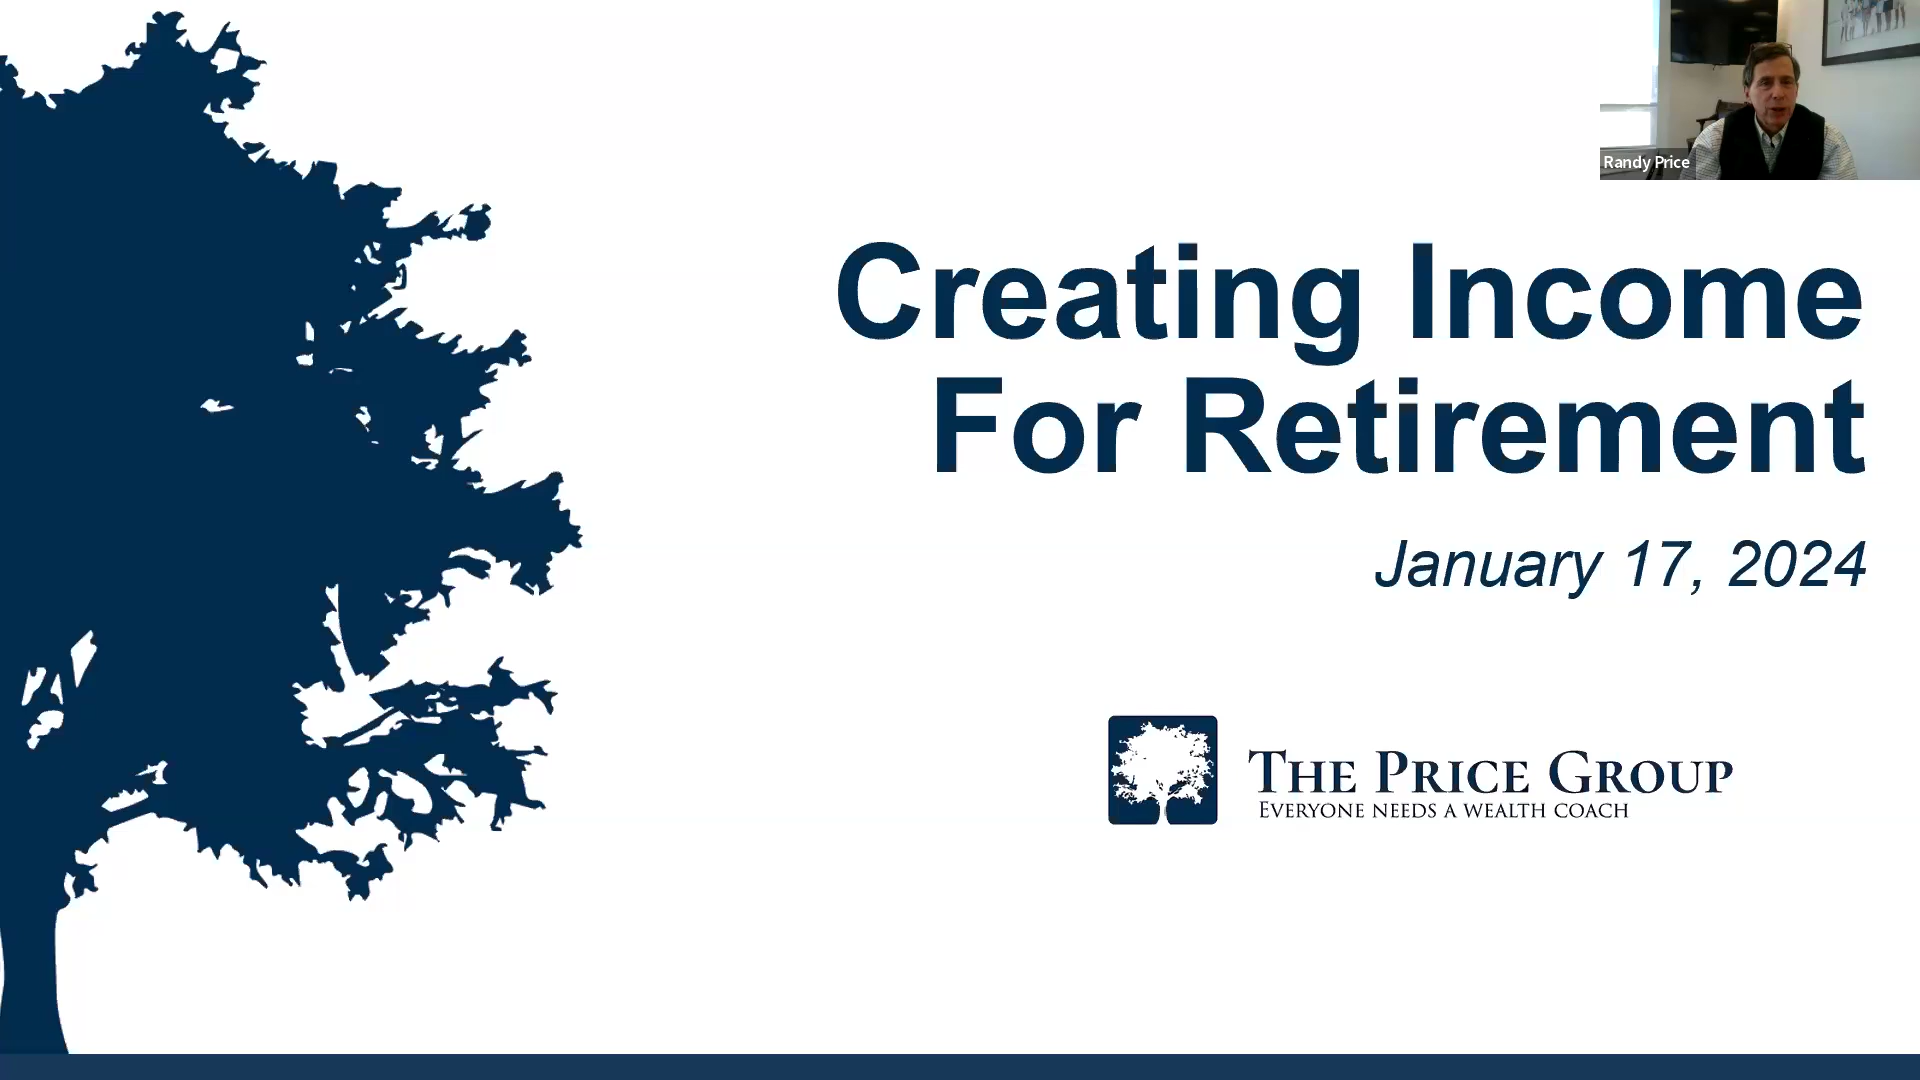 Randy Price
Creating Income
For Retirement
January 17, 2024
THE PRICE GROUP
EVERYONE NEEDS A WEALTH COACH